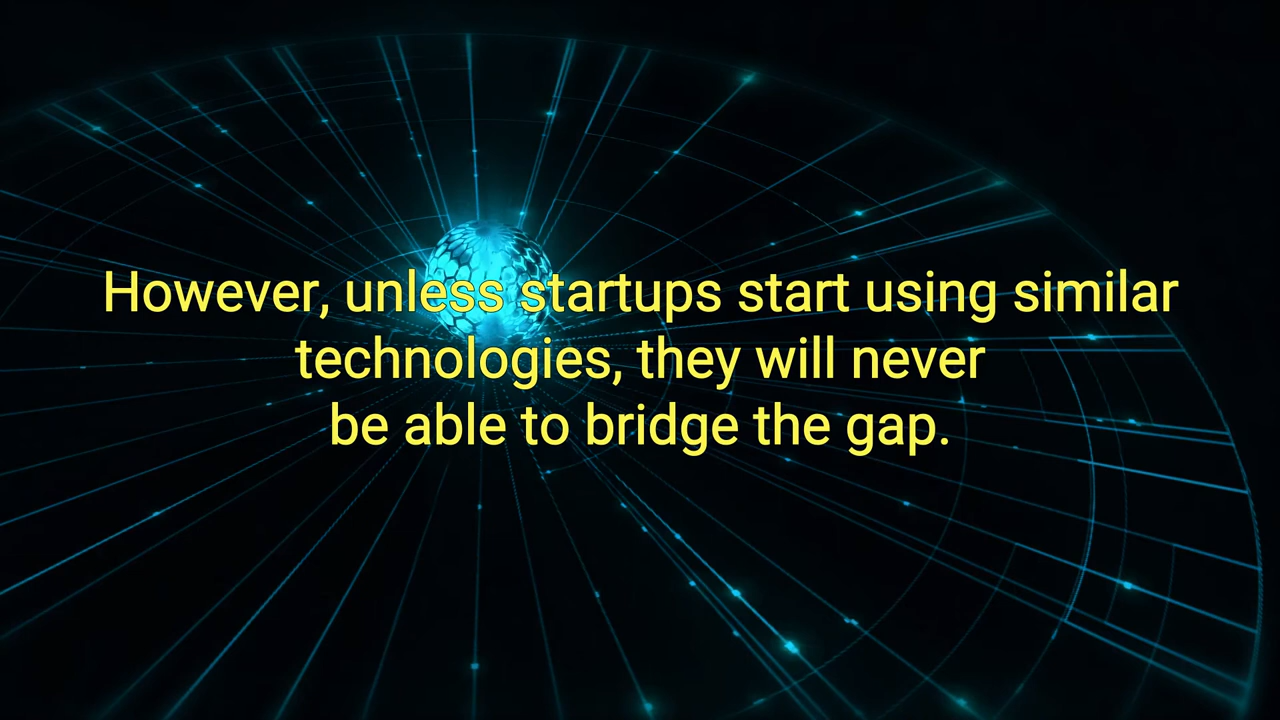 However, unless startups start using similar
technologies, they will never
be able to bridge the gap.